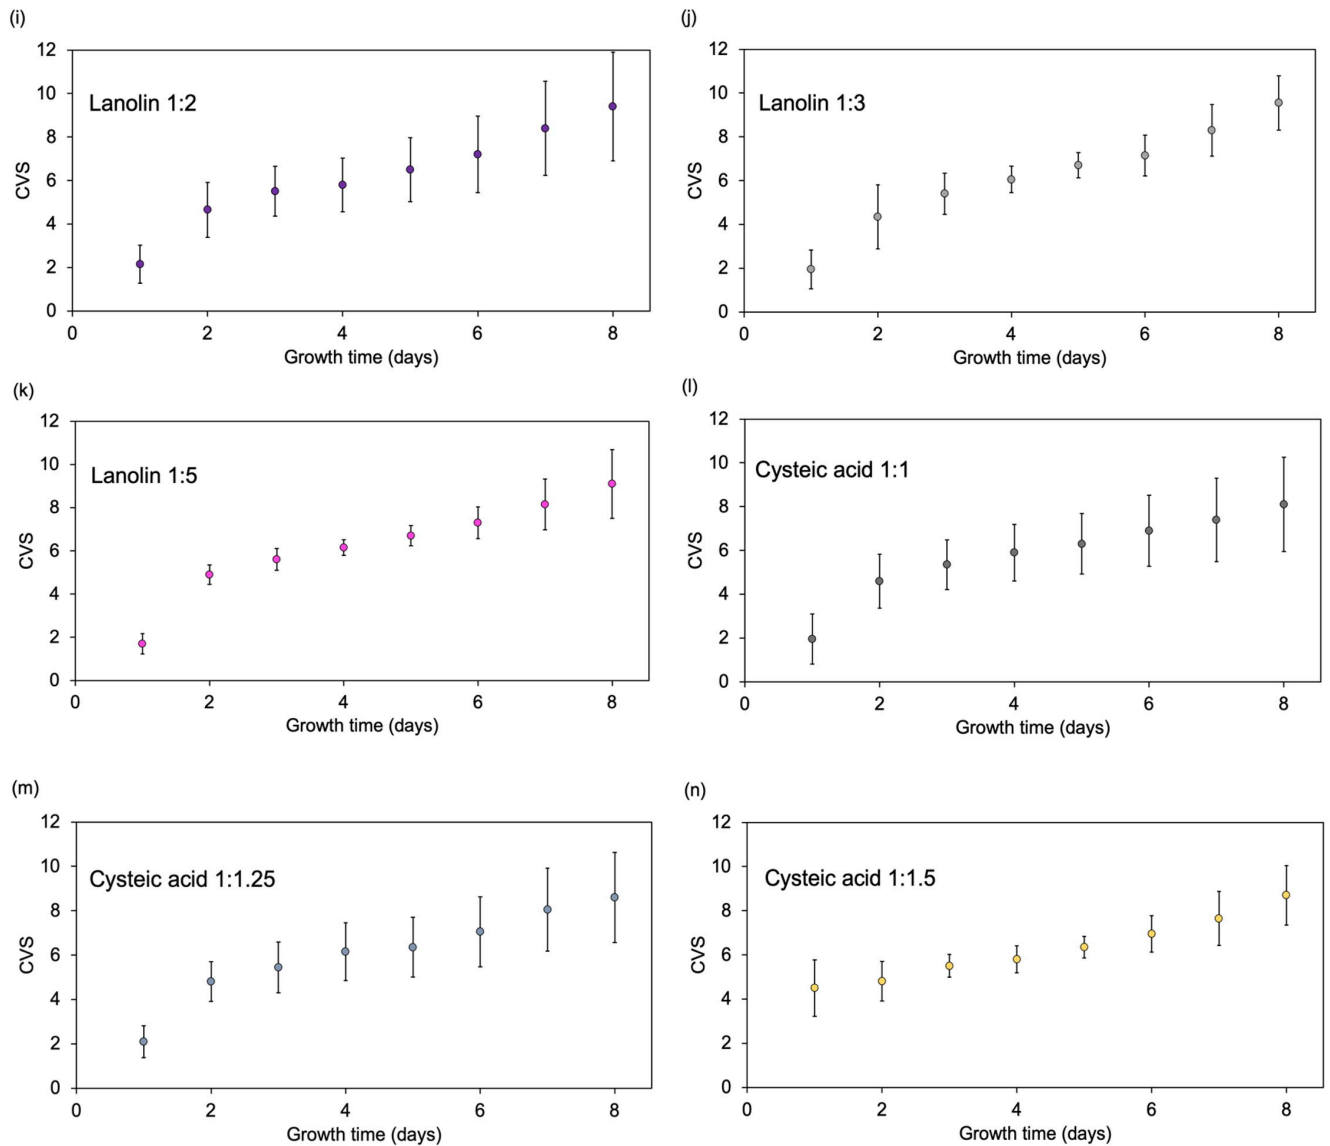 (i)
12
10
8
6
4
2
0
CVS
Lanolin 1:2
0 2 4 6 8
Growth time (days)
(j)
12
10
8
6
4
2
0
CVS
Lanolin 1:3
0 2 4 6 8
Growth time (days)
(k)
12
10
8
6
4
2
0
CVS
Lanolin 1:5
0 2 4 6 8
Growth time (days)
(l)
12
10
8
6
4
2
0
CVS
Cysteic acid 1:1
0 2 4 6 8
Growth time (days)
(m)
12
10
8
6
4
2
0
CVS
Cysteic acid 1:1.25
0 2 4 6 8
Growth time (days)
(n)
12
10
8
6
4
2
0
CVS
Cysteic acid 1:1.5
0 2 4 6 8
Growth time (days)